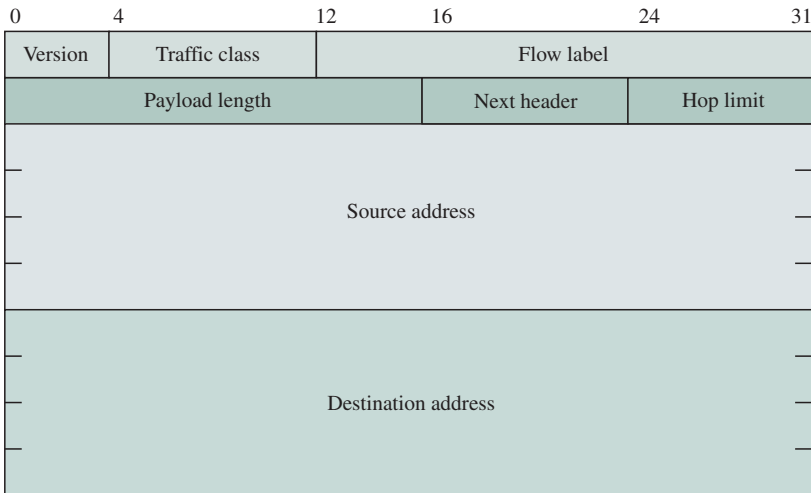 0 4 12 16 24 31
Version Traffic class Flow label
Payload length Next header Hop limit
Source address
Destination address